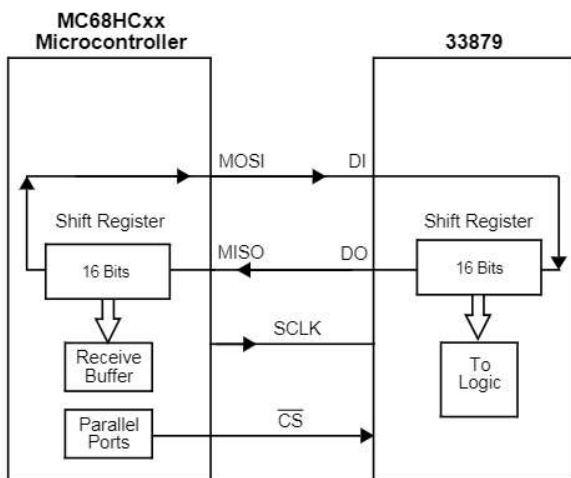 MC68HCxx
Microcontroller
33879
MOSI
DI
Shift Register
Shift Register
MISO
DO
16 Bits
16 Bits
SCLK
Receive
Buffer
To
Logic
Parallel
Ports
CS